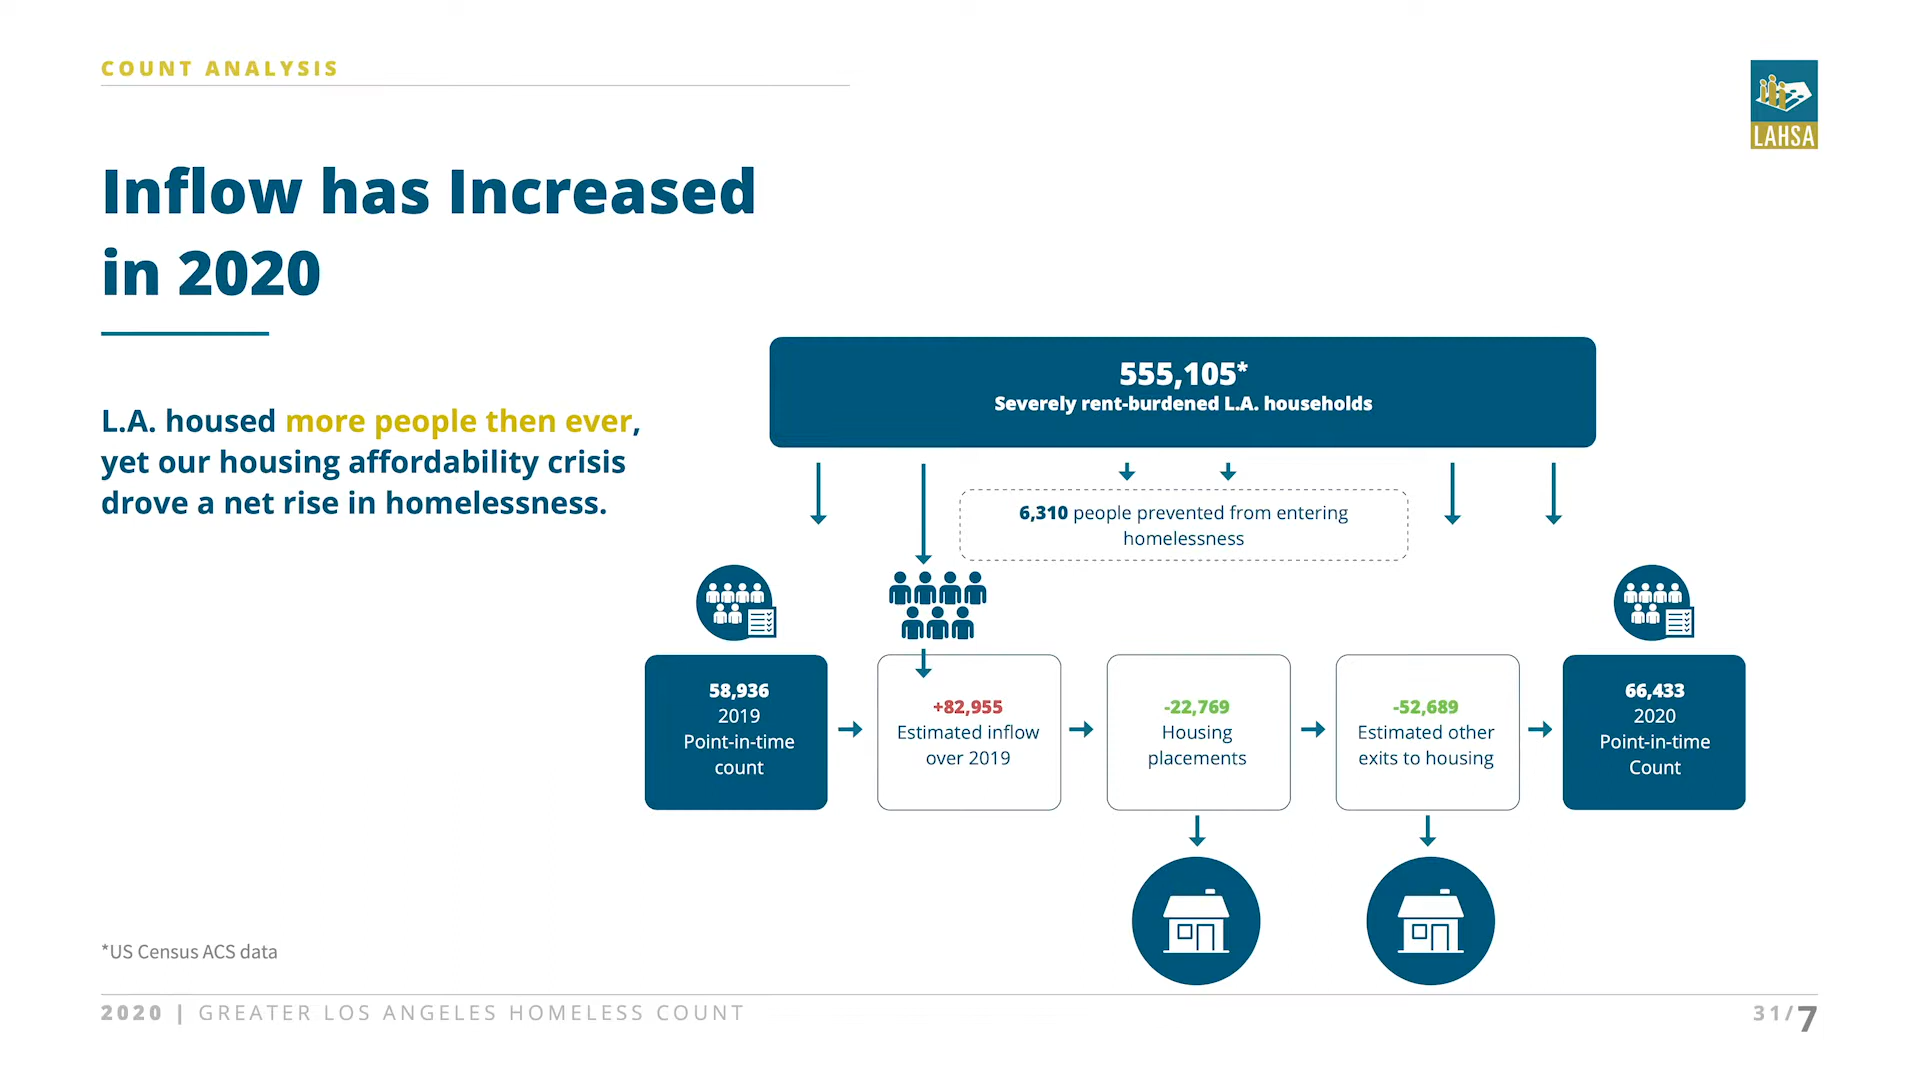 COUNT ANALYSIS
LAHSA
Inflow has Increased
in 2020
L.A. housed more people then ever,
yet our housing affordability crisis
drove a net rise in homelessness.
555,105*
Severely rent-burdened L.A. households
6,310 people prevented from entering
homelessness
58,936
2019
Point-in-time
count
+82,955
Estimated inflow
over 2019
-22,769
Housing
placements
-52,689
Estimated other
exits to housing
66,433
2020
Point-in-time
Count
*US Census ACS data
2020 | GREATER LOS ANGELES HOMELESS COUNT
31/7